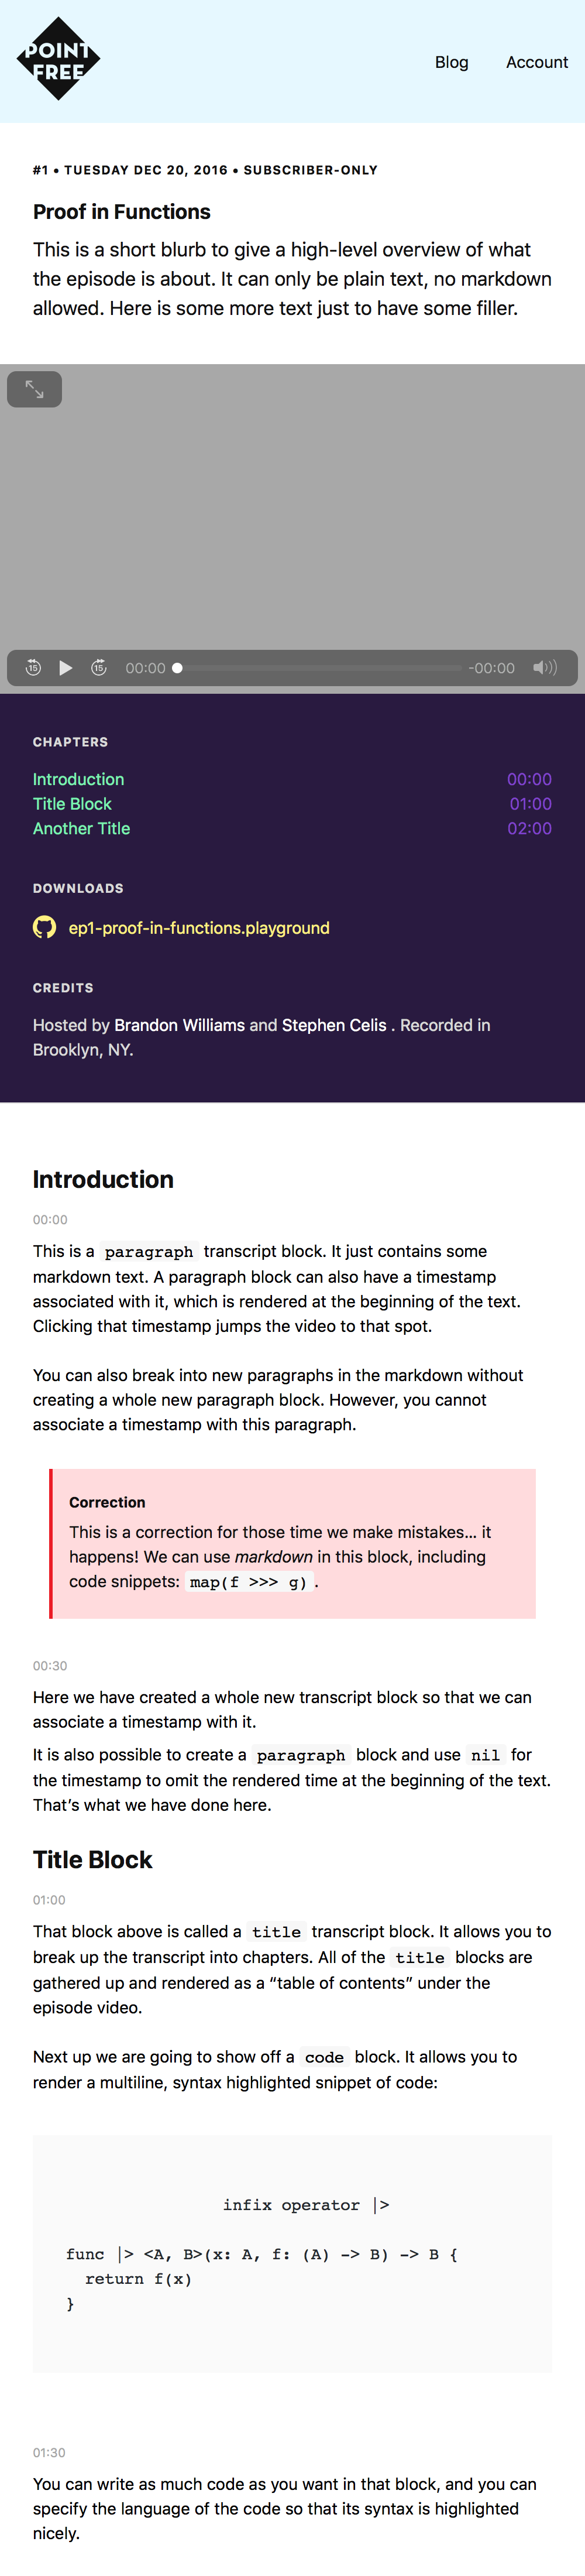 POINT
FREE
Blog
Account
#1 • TUESDAY DEC 20, 2016 • SUBSCRIBER-ONLY
Proof in Functions
This is a short blurb to give a high-level overview of what
the episode is about. It can only be plain text, no markdown
allowed. Here is some more text just to have some filler.
15
15
00:00
-00:00
CHAPTERS
Introduction 00:00
Title Block 01:00
Another Title 02:00
DOWNLOADS
ep1-proof-in-functions.playground
CREDITS
Hosted by Brandon Williams and Stephen Celis . Recorded in
Brooklyn, NY.
Introduction
00:00
This is a paragraph transcript block. It just contains some
markdown text. A paragraph block can also have a timestamp
associated with it, which is rendered at the beginning of the text.
Clicking that timestamp jumps the video to that spot.
You can also break into new paragraphs in the markdown without
creating a whole new paragraph block. However, you cannot
associate a timestamp with this paragraph.
Correction
This is a correction for those time we make mistakes… it
happens! We can use markdown in this block, including
code snippets: map(f >>> g).
00:30
Here we have created a whole new transcript block so that we can
associate a timestamp with it.
It is also possible to create a paragraph block and use nil for
the timestamp to omit the rendered time at the beginning of the text.
That’s what we have done here.
Title Block
01:00
That block above is called a title transcript block. It allows you to
break up the transcript into chapters. All of the title blocks are
gathered up and rendered as a “table of contents” under the
episode video.
Next up we are going to show off a code block. It allows you to
render a multiline, syntax highlighted snippet of code:
infix operator |>
func |> <A, B>(x: A, f: (A) -> B) -> B {
return f(x)
}
01:30
You can write as much code as you want in that block, and you can
specify the language of the code so that its syntax is highlighted
nicely.